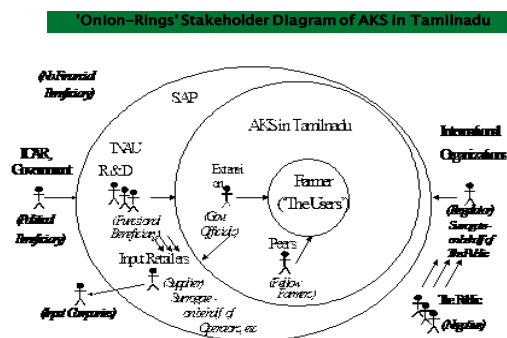 'Onion-Rings' Stakeholder Diagram of AKS in Tamilnadu
(No Financial
Beneficiary)
SAP
AKS in Tamilnadu
International
Organizations
ICAR,
Government
TNAU
R&D
Extensi
on
Farmer
("The Users")
(Political
Beneficiary)
(Functional
Beneficiary)
(Gov.
Officials)
(Regulator)
Surrogate-
on behalf of
The Public
Peers
Input Retailers
(Supplier)
Surrogate
- on behalf of
Operators, etc
(Fellow
Farmers)
(Input Companies)
The Public
(Negative)